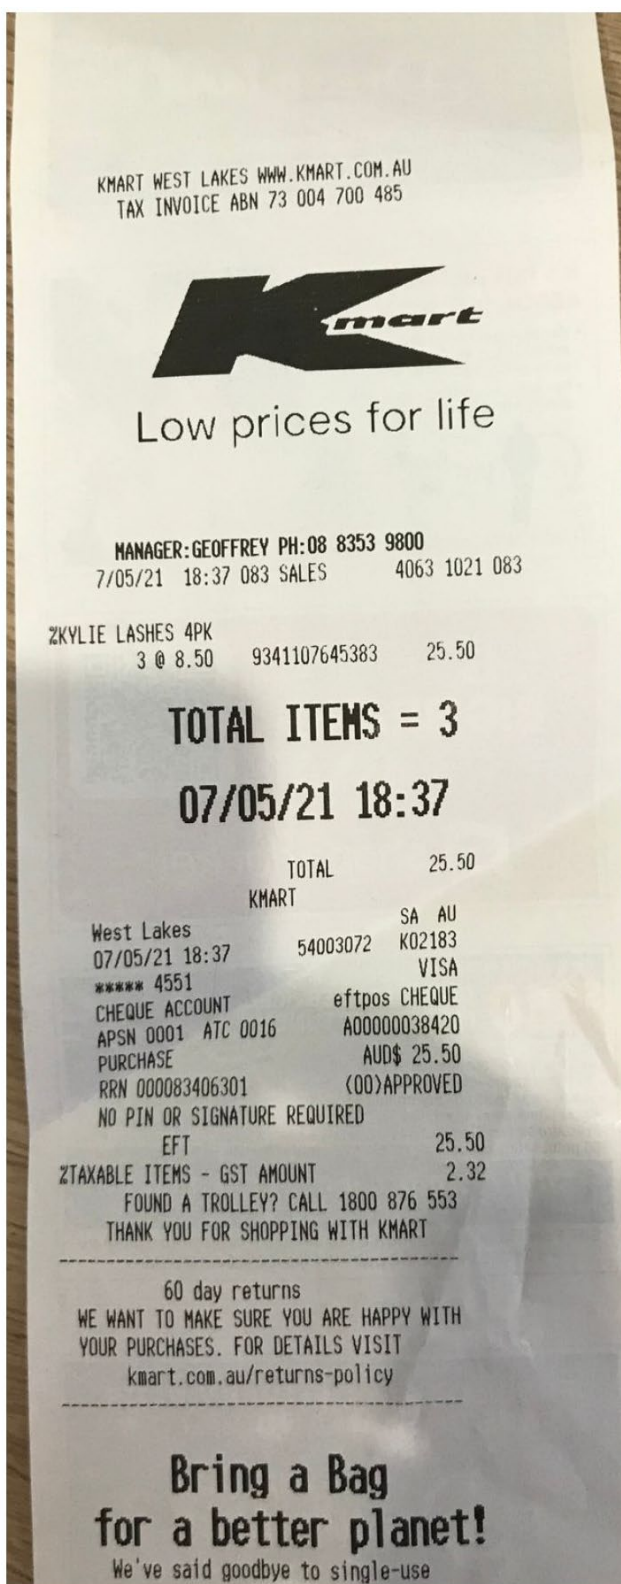 KMART WEST LAKES WWW.KMART.COM.AU
TAX INVOICE ABN 73 004 700 485
Kmart
Low prices for life
MANAGER:GEOFFREY PH:08 8353 9800
7/05/21 18:37 083 SALES 4063 1021 083
%KYLIE LASHES 4PK
3 @ 8.50 9341107645383 25.50
TOTAL ITEMS = 3
07/05/21 18:37
TOTAL 25.50
KMART
West Lakes SA AU
07/05/21 18:37 54003072 K02183
***** 4551 VISA
CHEQUE ACCOUNT eftpos CHEQUE
APSN 0001 ATC 0016 A00000038420
PURCHASE AUD$ 25.50
RRN 000083406301 (00)APPROVED
NO PIN OR SIGNATURE REQUIRED
EFT 25.50
%TAXABLE ITEMS - GST AMOUNT 2.32
FOUND A TROLLEY? CALL 1800 876 553
THANK YOU FOR SHOPPING WITH KMART
60 day returns
WE WANT TO MAKE SURE YOU ARE HAPPY WITH
YOUR PURCHASES. FOR DETAILS VISIT
kmart.com.au/returns-policy
Bring a Bag
for a better planet!
We've said goodbye to single-use